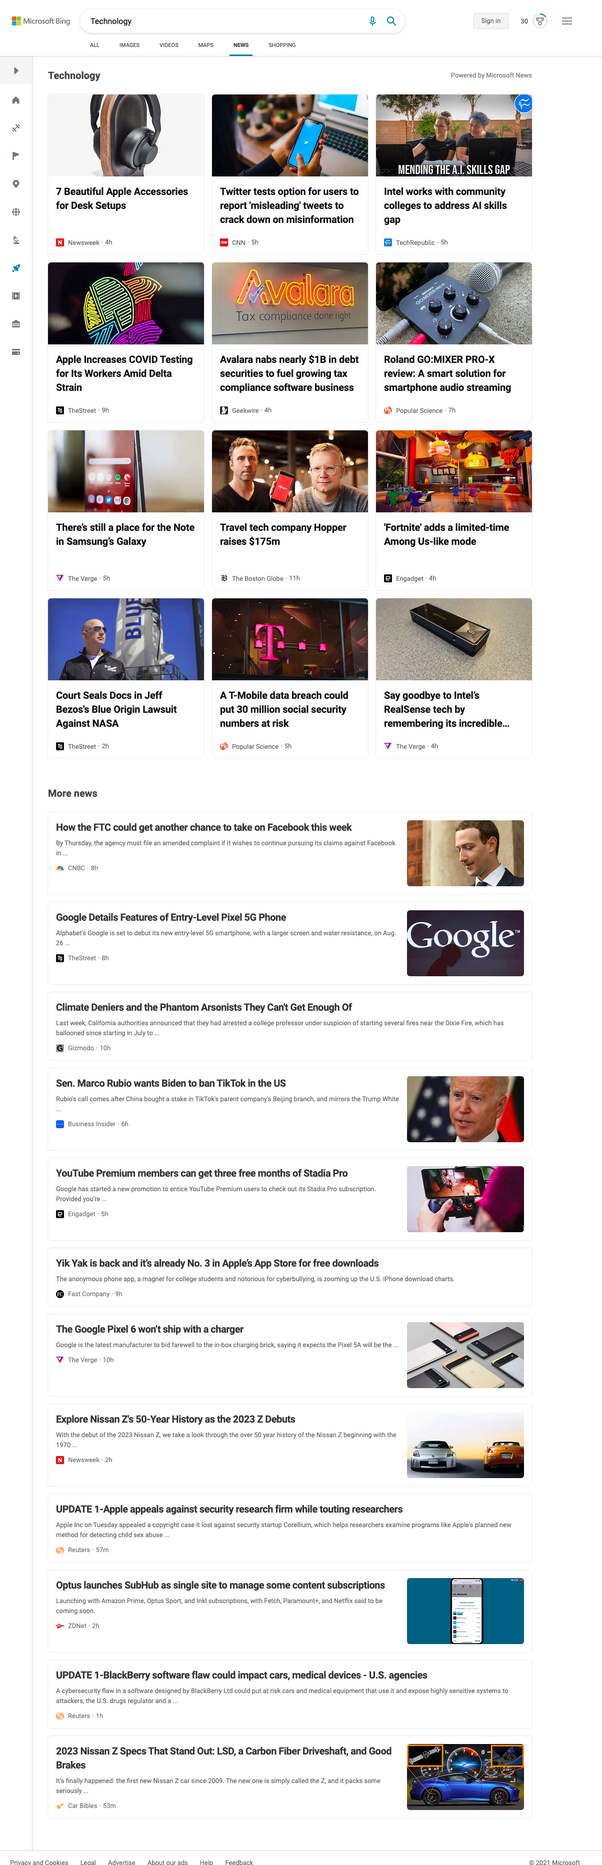 Microsoft Bing
Technology
Sign in
30
ALL
IMAGES
VIDEOS
MAPS
NEWS
SHOPPING
Technology
Powered by Microsoft News
MENDING THE A.I. SKILLS GAP
7 Beautiful Apple Accessories
for Desk Setups
Newsweek · 4h
Twitter tests option for users to
report 'misleading' tweets to
crack down on misinformation
CNN · 5h
Intel works with community
colleges to address AI skills
gap
TechRepublic · 5h
Avalara
Tax compliance done right
Apple Increases COVID Testing
for Its Workers Amid Delta
Strain
TheStreet · 9h
Avalara nabs nearly $1B in debt
securities to fuel growing tax
compliance software business
Geekwire · 4h
Roland GO:MIXER PRO-X
review: A smart solution for
smartphone audio streaming
Popular Science · 7h
There's still a place for the Note
in Samsung's Galaxy
The Verge · 5h
Travel tech company Hopper
raises $175m
The Boston Globe · 11h
'Fortnite' adds a limited-time
Among Us-like mode
Engadget · 4h
BLUE
T
Court Seals Docs in Jeff
Bezos's Blue Origin Lawsuit
Against NASA
TheStreet · 2h
A T-Mobile data breach could
put 30 million social security
numbers at risk
Popular Science · 5h
Say goodbye to Intel's
RealSense tech by
remembering its incredible...
The Verge · 4h
More news
How the FTC could get another chance to take on Facebook this week
By Thursday, the agency must file an amended complaint if it wishes to continue pursuing its claims against Facebook
in ...
CNBC · 8h
Google Details Features of Entry-Level Pixel 5G Phone
Alphabet's Google is set to debut its new entry-level 5G smartphone, with a larger screen and water resistance, on Aug.
26 ...
TheStreet · 8h
Google™
Climate Deniers and the Phantom Arsonists They Can't Get Enough Of
Last week, California authorities announced that they had arrested a college professor under suspicion of starting several fires near the Dixie Fire, which has
ballooned since starting in July to ...
Gizmodo · 10h
Sen. Marco Rubio wants Biden to ban TikTok in the US
Rubio's call comes after China bought a stake in TikTok's parent company's Beijing branch, and mirrors the Trump White
...
Business Insider · 6h
YouTube Premium members can get three free months of Stadia Pro
Google has started a new promotion to entice YouTube Premium users to check out its Stadia Pro subscription.
Provided you're ...
Engadget · 5h
Yik Yak is back and it's already No. 3 in Apple's App Store for free downloads
The anonymous phone app, a magnet for college students and notorious for cyberbullying, is zooming up the U.S. iPhone download charts.
Fast Company · 9h
The Google Pixel 6 won't ship with a charger
Google is the latest manufacturer to bid farewell to the in-box charging brick, saying it expects the Pixel 5A will be the ...
The Verge · 10h
Explore Nissan Z's 50-Year History as the 2023 Z Debuts
With the debut of the 2023 Nissan Z, we take a look through the over 50 year history of the Nissan Z beginning with the
1970 ...
Newsweek · 2h
UPDATE 1-Apple appeals against security research firm while touting researchers
Apple Inc on Tuesday appealed a copyright case it lost against security startup Corellium, which helps researchers examine programs like Apple's planned new
method for detecting child sex abuse ...
Reuters · 57m
Optus launches SubHub as single site to manage some content subscriptions
Launching with Amazon Prime, Optus Sport, and Inkl subscriptions, with Fetch, Paramount+, and Netflix said to be
coming soon.
ZDNet · 2h
UPDATE 1-BlackBerry software flaw could impact cars, medical devices - U.S. agencies
A cybersecurity flaw in a software designed by BlackBerry Ltd could put at risk cars and medical equipment that use it and expose highly sensitive systems to
attackers, the U.S. drugs regulator and a ...
Reuters · 1h
2023 Nissan Z Specs That Stand Out: LSD, a Carbon Fiber Driveshaft, and Good
Brakes
It's finally happened: the first new Nissan Z car since 2009. The new one is simply called the Z, and it packs some
seriously ...
Car Bibles · 53m
Privacy and Cookies
Legal
Advertise
About our ads
Help
Feedback
© 2021 Microsoft